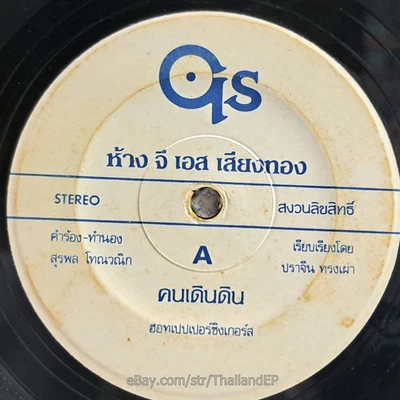 GS
ห้าง จี เอส เสียงทอง
STEREO
สงวนลิขสิทธิ์
คำร้อง-ทำนอง
สุรพล โทณวณิก
A
เรียบเรียงโดย
ปราจีน ทรงเผ่า
คนเดินดิน
ฮอทเปปเปอร์ซิงเกอร์ส
eBay.com/str/ThailandEP